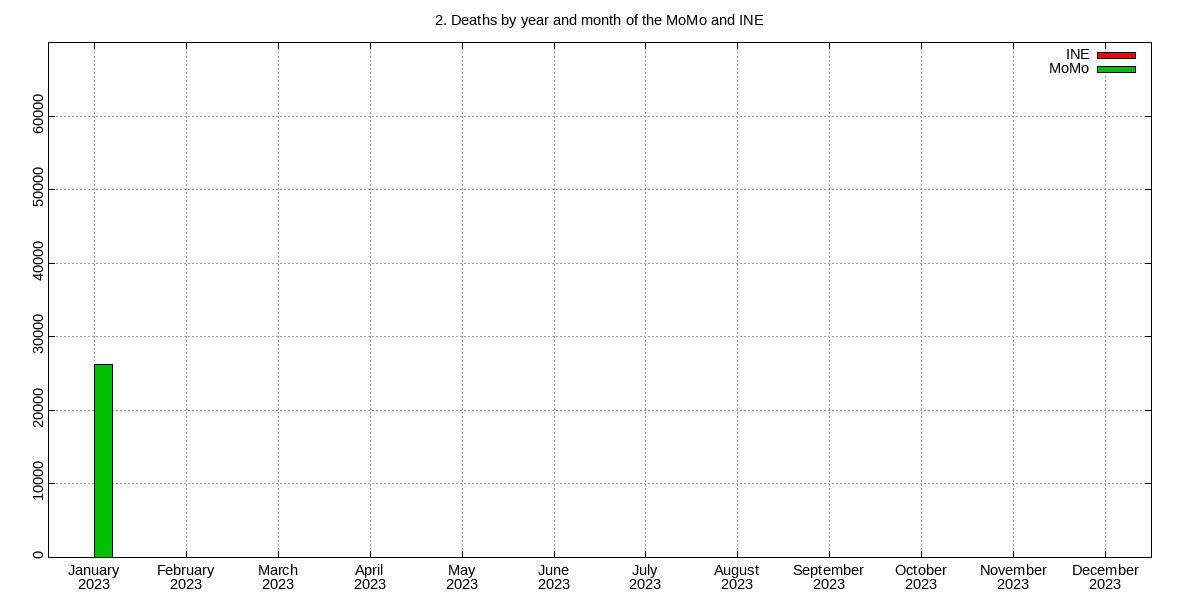 2. Deaths by year and month of the MoMo and INE
INE
MoMo
60000
50000
40000
30000
20000
10000
0
January February March April May June July August September October November December
2023 2023 2023 2023 2023 2023 2023 2023 2023 2023 2023 2023